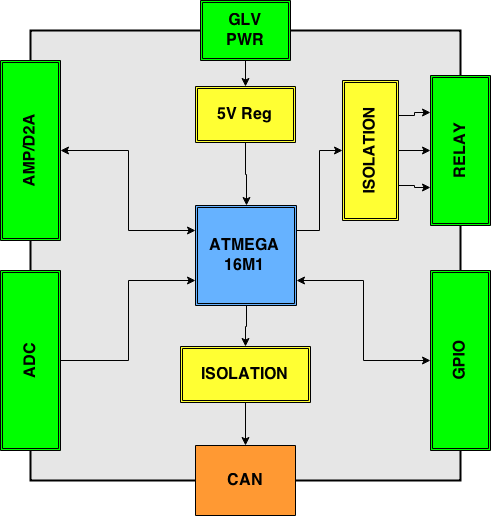 GLV
PWR
5V Reg
AMP/D2A
ISOLATION
RELAY
ATMEGA
16M1
ADC
ISOLATION
GPIO
CAN